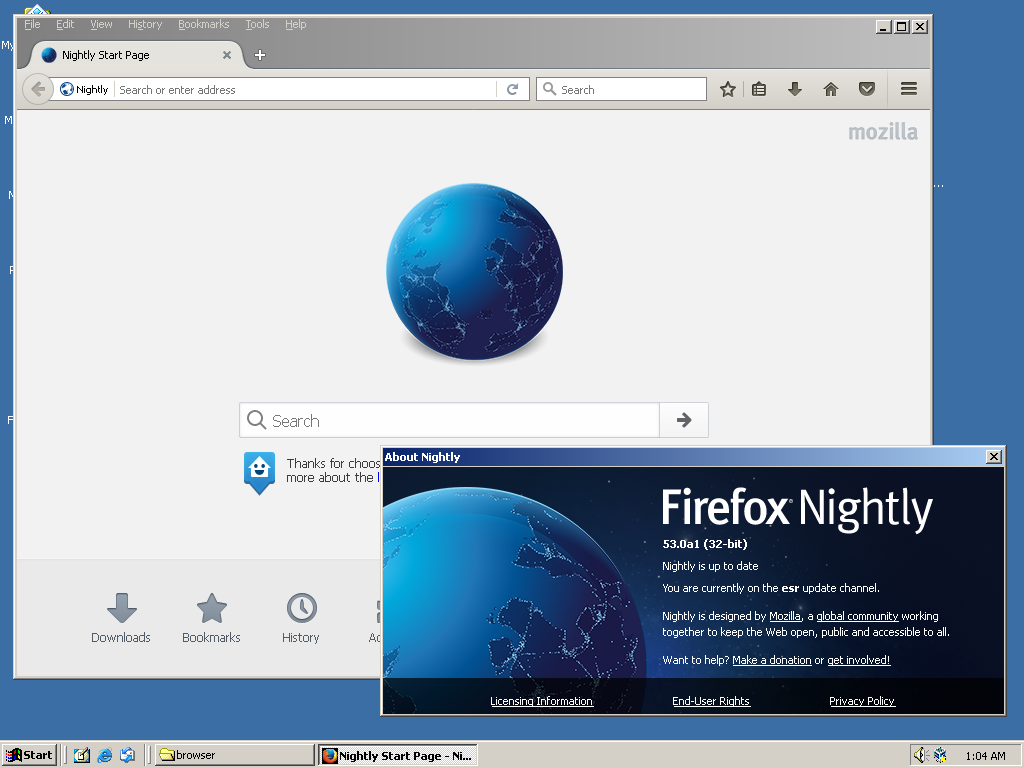 File Edit View History Bookmarks Tools Help
My
Nightly Start Page
Nightly Search or enter address Search
M
mozilla
...
Search
Thanks for choos
more about the
About Nightly
Firefox Nightly
53.0a1 (32-bit)
Nightly is up to date
You are currently on the esr update channel.
Nightly is designed by Mozilla, a global community working
together to keep the Web open, public and accessible to all.
Want to help? Make a donation or get involved!
Licensing Information End-User Rights Privacy Policy
Downloads Bookmarks History
Start browser Nightly Start Page - Ni... 1:04 AM